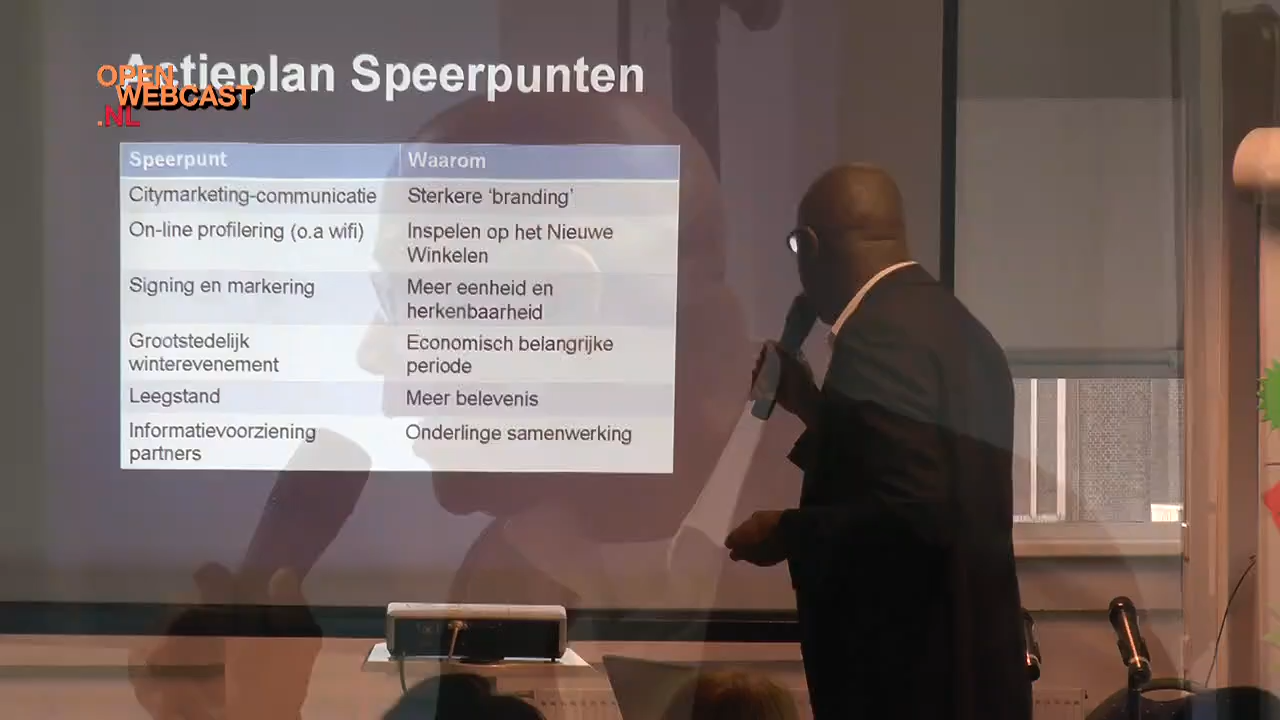 Actieplan Speerpunten
OPEN
WEBCAST
.NL
Speerpunt Waarom
Citymarketing-communicatie Sterkere ‘branding’
On-line profilering (o.a wifi) Inspelen op het Nieuwe
Winkelen
Signing en markering Meer eenheid en
herkenbaarheid
Grootstedelijk Economisch belangrijke
winterevenement periode
Leegstand Meer belevenis
Informatievoorziening Onderlinge samenwerking
partners